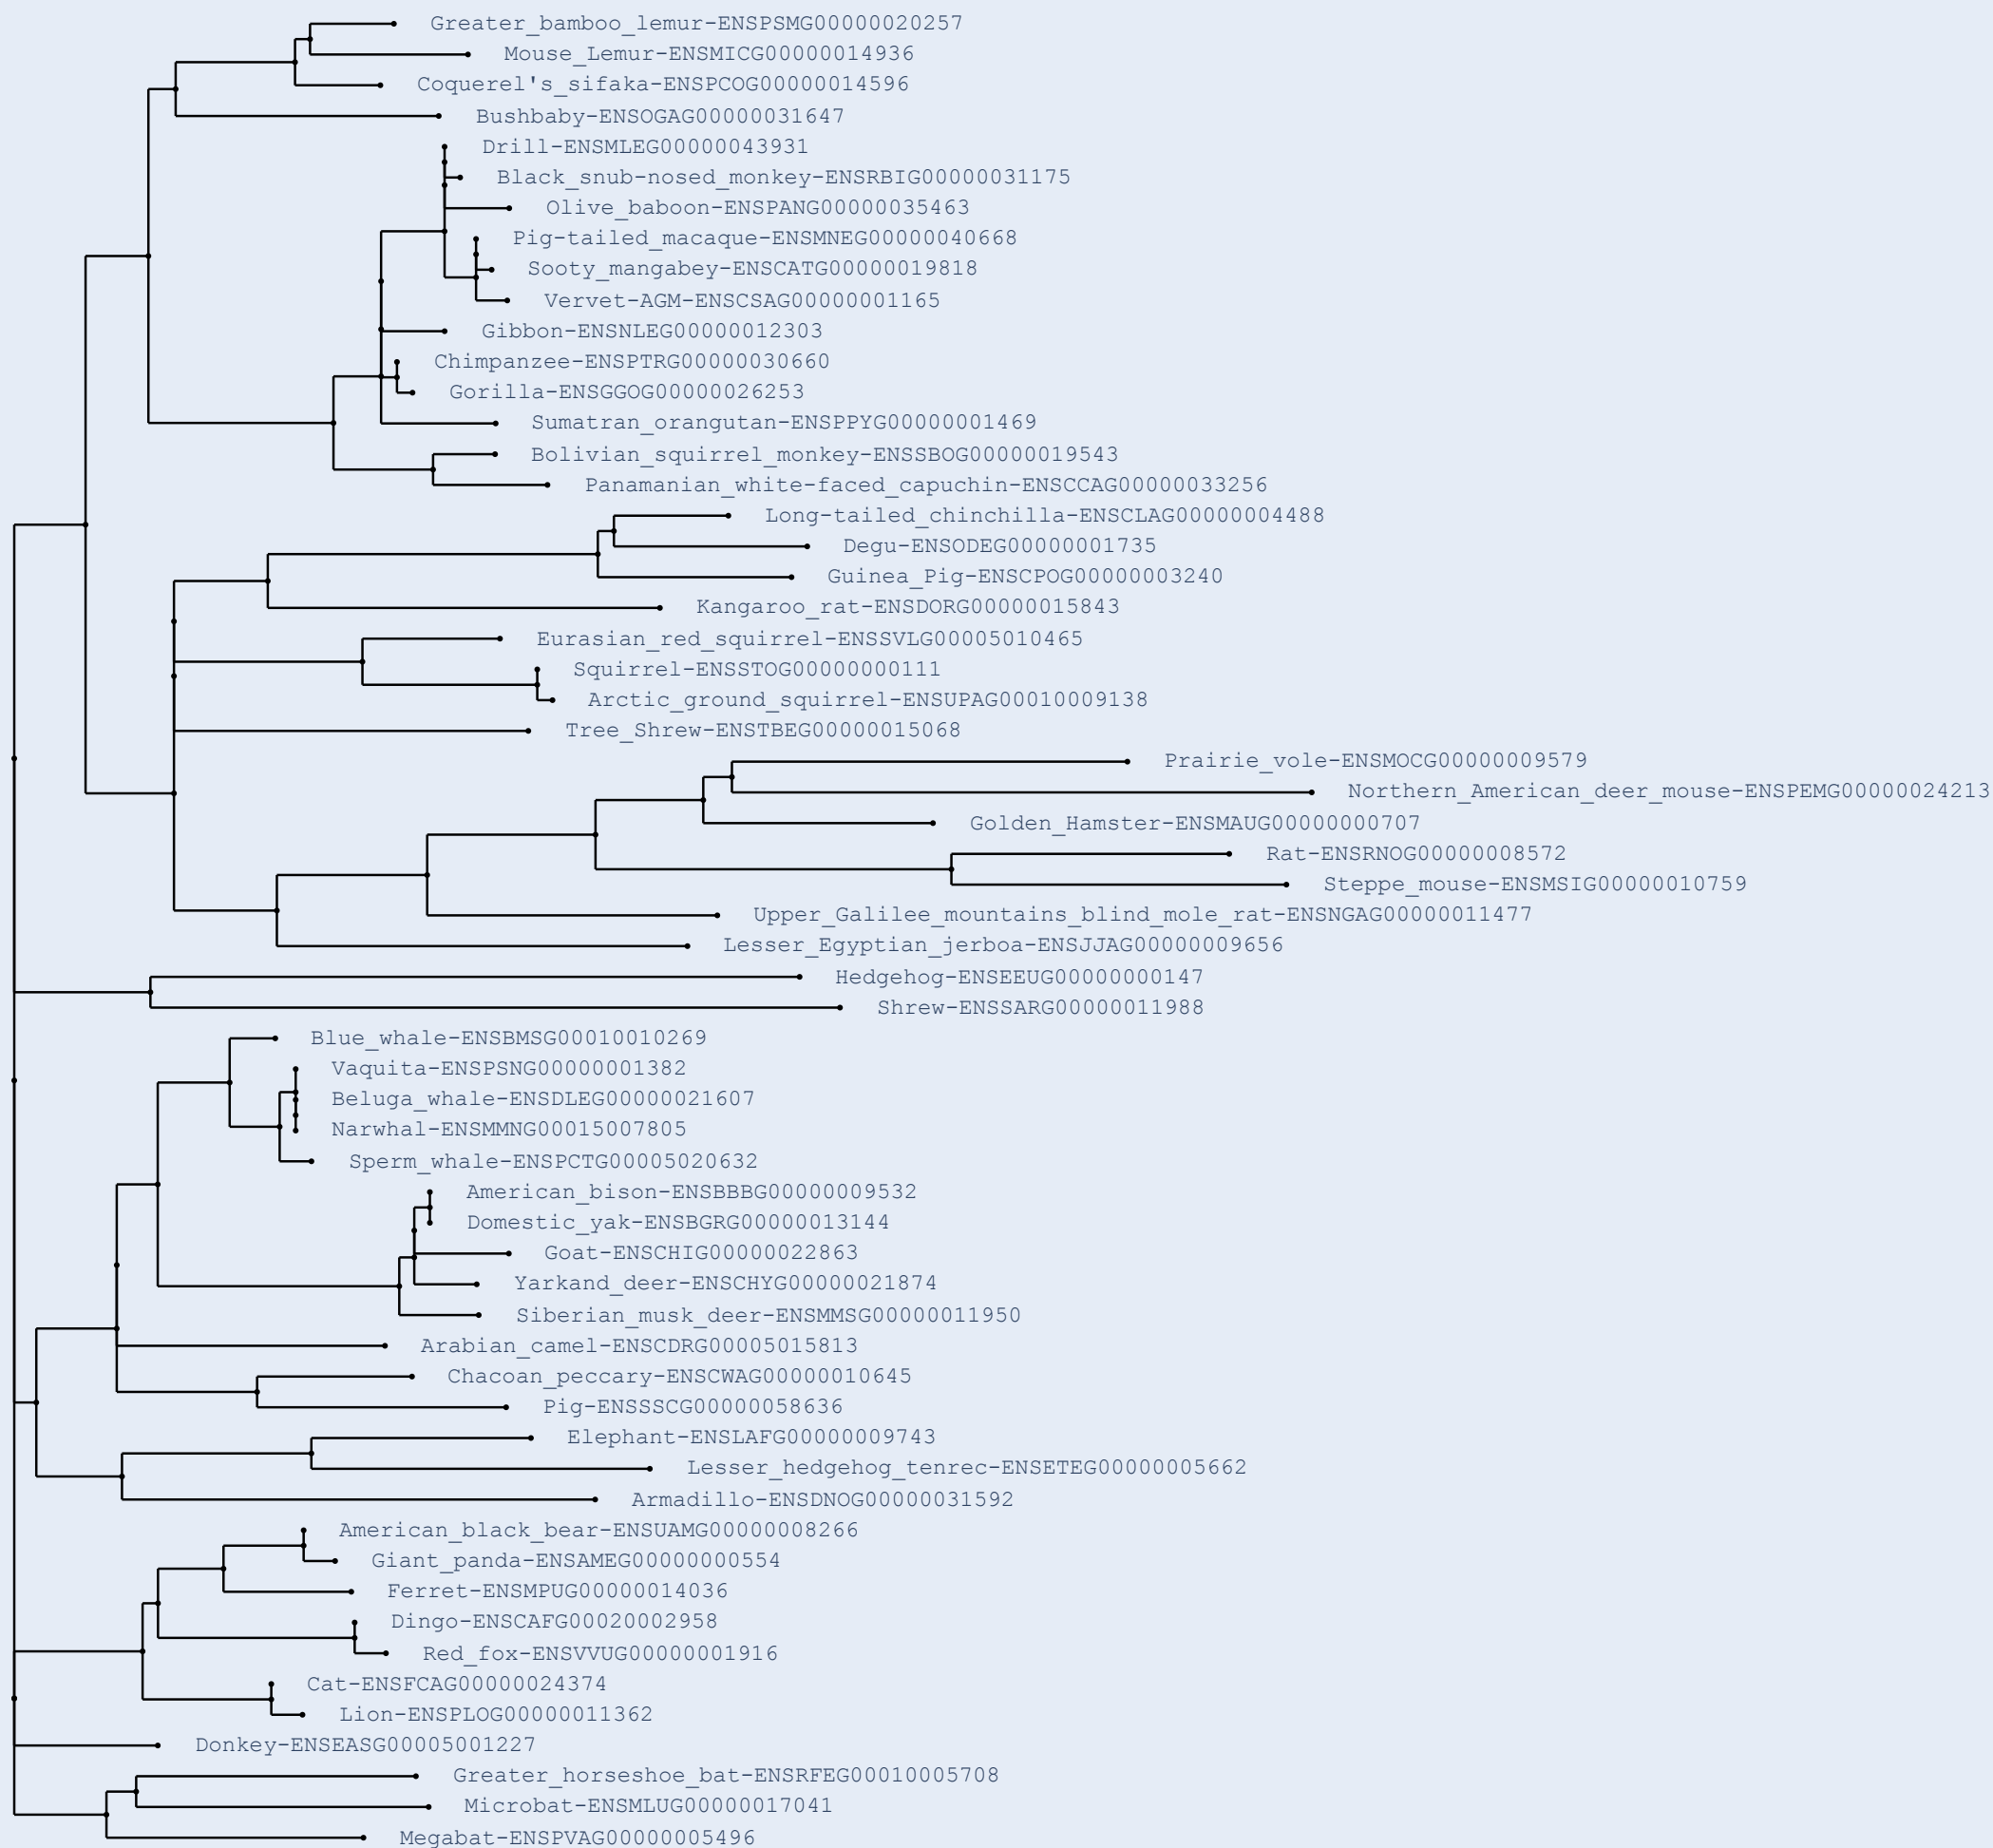 Greater_bamboo_lemur-ENSPSMG00000020257
Mouse_Lemur-ENSMICG00000014936
Coquerel's_sifaka-ENSPCOG00000014596
Bushbaby-ENSOGAG00000031647
Drill-ENSMLEG00000043931
Black_snub-nosed_monkey-ENSRBIG00000031175
Olive_baboon-ENSPANG00000035463
Pig-tailed_macaque-ENSMNEG00000040668
Sooty_mangabey-ENSCATG00000019818
Vervet-AGM-ENSCSAG00000001165
Gibbon-ENSNLEG00000012303
Chimpanzee-ENSPTRG00000030660
Gorilla-ENSGGOG00000026253
Sumatran_orangutan-ENSPPYG00000001469
Bolivian_squirrel_monkey-ENSSBOG00000019543
Panamanian_white-faced_capuchin-ENSCCAG00000033256
Long-tailed_chinchilla-ENSCLAG00000004488
Degu-ENSODEG00000001735
Guinea_Pig-ENSCPOG00000003240
Kangaroo_rat-ENSDORG00000015843
Eurasian_red_squirrel-ENSSVLG00005010465
Squirrel-ENSSTOG00000000111
Arctic_ground_squirrel-ENSUPAG00010009138
Tree_Shrew-ENSTBEG00000015068
Prairie_vole-ENSMOCG00000009579
Northern_American_deer_mouse-ENSPEMG00000024213
Golden_Hamster-ENSMAUG00000000707
Rat-ENSRNOG00000008572
Steppe_mouse-ENSMSIG00000010759
Upper_Galilee_mountains_blind_mole_rat-ENSNGAG00000011477
Lesser_Egyptian_jerboa-ENSJJAG00000009656
Hedgehog-ENSEEUG00000000147
Shrew-ENSSARG00000011988
Blue_whale-ENSBMSG00010010269
Vaquita-ENSPSNG00000001382
Beluga_whale-ENSDLEG00000021607
Narwhal-ENSMMNG00015007805
Sperm_whale-ENSPCTG00005020632
American_bison-ENSBBBG00000009532
Domestic_yak-ENSBGRG00000013144
Goat-ENSCHIG00000022863
Yarkand_deer-ENSCHYG00000021874
Siberian_musk_deer-ENSMMSG00000011950
Arabian_camel-ENSCDRG00005015813
Chacoan_peccary-ENSCWAG00000010645
Pig-ENSSSCG00000058636
Elephant-ENSLAFG00000009743
Lesser_hedgehog_tenrec-ENSETEG00000005662
Armadillo-ENSDNOG00000031592
American_black_bear-ENSUAMG00000008266
Giant_panda-ENSAMEG00000000554
Ferret-ENSMPUG00000014036
Dingo-ENSCAFG00020002958
Red_fox-ENSVVUG00000001916
Cat-ENSFCAG00000024374
Lion-ENSPLOG00000011362
Donkey-ENSEASG00005001227
Greater_horseshoe_bat-ENSRFEG00010005708
Microbat-ENSMLUG00000017041
Megabat-ENSPVAG00000005496